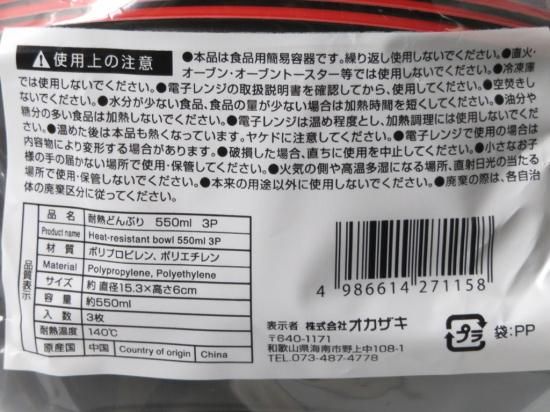 使用上の注意
●本品は食品用簡易容器です。繰り返し使用しないでください。●直火・
オーブン・オーブントースター等では使用しないでください。●冷凍庫
では使用しないでください。●電子レンジの取扱説明書を確認してから、使用してください。●空焚きし
ないでください。●水分が少ない食品、食品の量が少ない場合は加熱時間を短くしてください。●油分や
糖分の多い食品は加熱しないでください。●電子レンジは温め程度とし、加熱調理には使用しないでくださ
い。●温めた後は本品も熱くなっています。ヤケドに注意してください。●電子レンジで使用の場合は
内容物により変形する場合があります。●破損した場合、直ちに使用を中止してください。●小さなお子
様の手の届かない場所で使用・保管してください。●火気の側や高温多湿になる場所、直射日光の当たる
場所で使用・保管しないでください。●本来の用途以外に使用しないでください。●廃棄の際は、各自治
体の廃棄区分に従ってください。
品質表示
品名 耐熱どんぶり 550ml 3P
Product name Heat-resistant bowl 550ml 3P
材質 ポリプロピレン、ポリエチレン
Material Polypropylene, Polyethylene
サイズ 約 直径15.3×高さ6cm
容量 約550ml
入数 3枚
耐熱温度 140℃
原産国 中国 Country of origin China
4 986614 271158
表示者 株式会社 オカザキ
〒640-1171
和歌山県海南市野上中108-1
TEL.073-487-4778
プラ 袋:PP